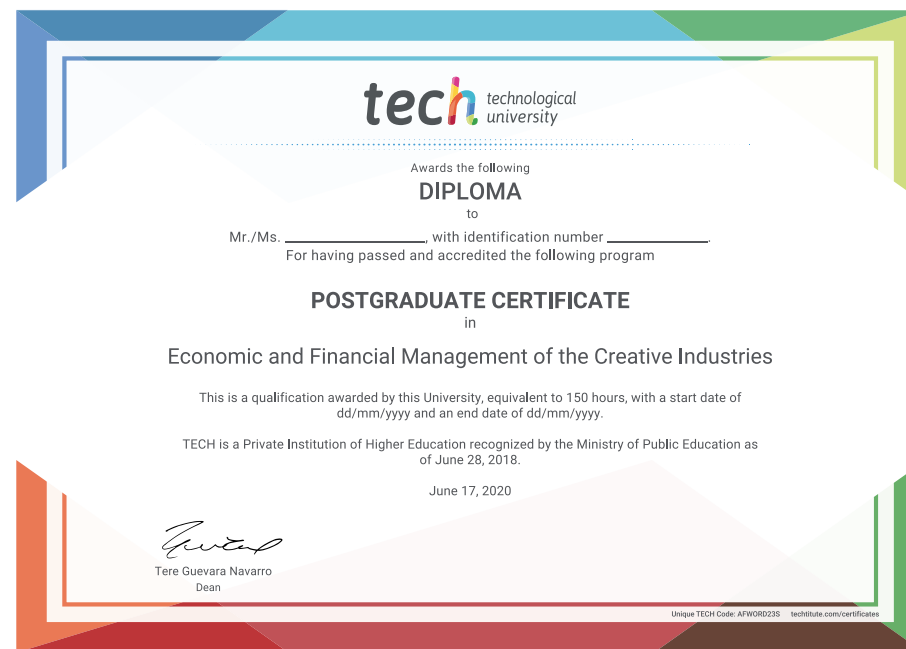 tech technological
university
Awards the following
DIPLOMA
to
Mr./Ms. ____________________, with identification number ______________.
For having passed and accredited the following program
POSTGRADUATE CERTIFICATE
in
Economic and Financial Management of the Creative Industries
This is a qualification awarded by this University, equivalent to 150 hours, with a start date of
dd/mm/yyyy and an end date of dd/mm/yyyy.
TECH is a Private Institution of Higher Education recognized by the Ministry of Public Education as
of June 28, 2018.
June 17, 2020
Tere Guevara Navarro
Dean
Unique TECH Code: AFWORD23S techtitute.com/certificates